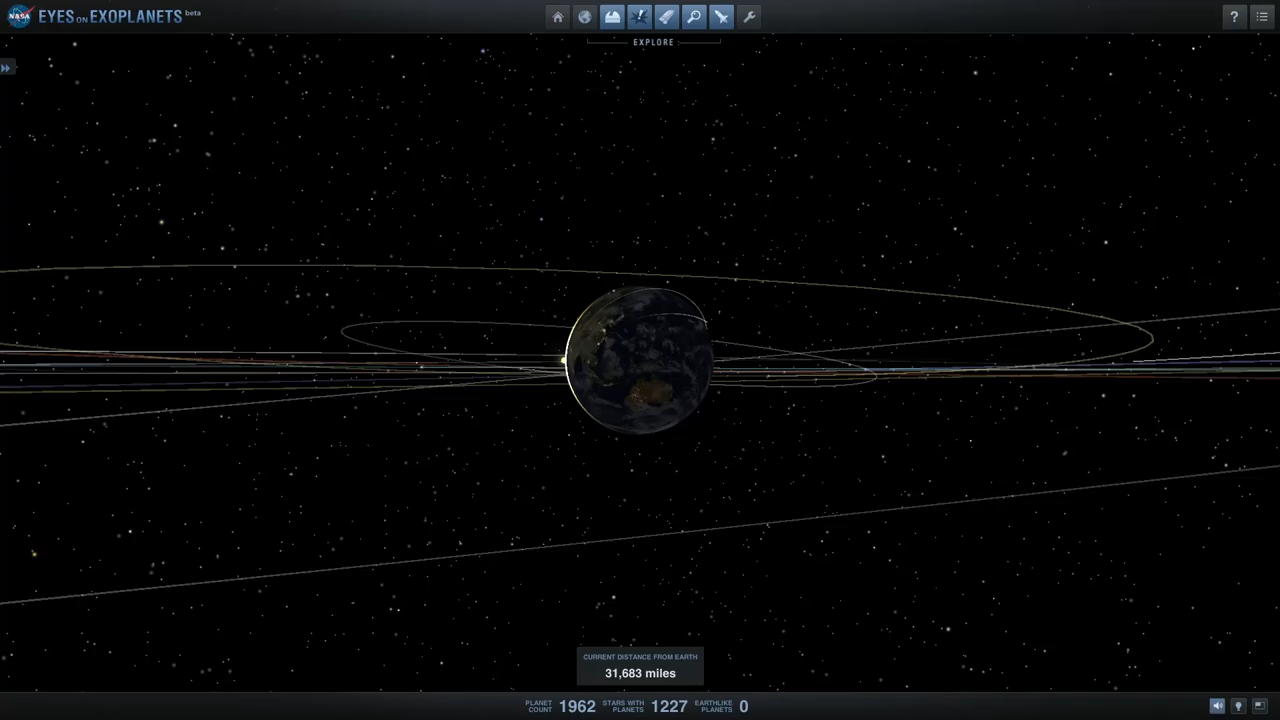 NASA
EYES ON EXOPLANETS beta
?
EXPLORE
CURRENT DISTANCE FROM EARTH
31,683 miles
PLANET COUNT 1962 STARS WITH PLANETS 1227 EARTHLIKE PLANETS 0